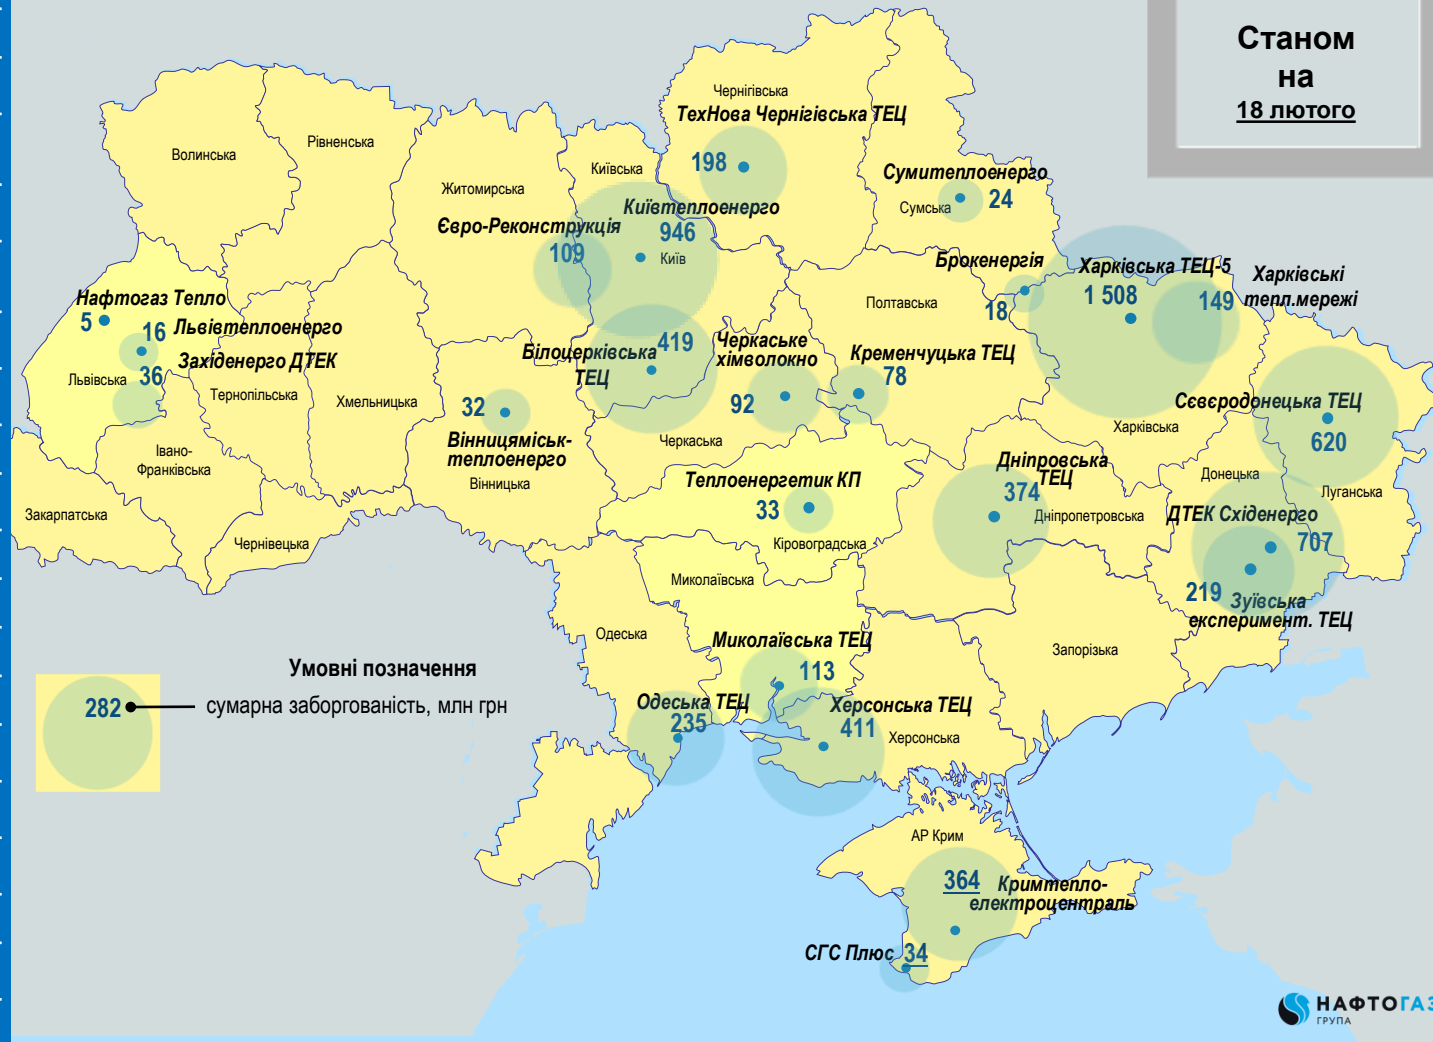 Станом
на
18 лютого
Чернігівська
ТехНова Чернігівська ТЕЦ
198
Волинська
Рівненська
Київська
Житомирська
Сумитеплоенерго
24
Сумська
Київтеплоенерго
946
Київ
Євро-Реконструкція
109
Брокенергія
18
Харківська ТЕЦ-5
1 508
149
Харківські
тепл.мережі
Полтавська
Нафтогаз Тепло
5
16
Львівтеплоенерго
Західенерго ДТЕК
36
Львівська
Тернопільська
Хмельницька
Білоцерківська
ТЕЦ
419
Черкаське
хімволокно
92
Кременчуцька ТЕЦ
78
Сєвєродонецька ТЕЦ
620
Харківська
32
Вінницяміськ-
теплоенерго
Вінницька
Черкаська
Івано-
Франківська
Закарпатська
Чернівецька
Теплоенергетик КП
33
Кіровоградська
Дніпровська
ТЕЦ
374
Дніпропетровська
Донецька
Луганська
ДТЕК Східенерго
707
219
Зуївська
експеримент. ТЕЦ
Миколаївська
Одеська
Запорізька
Миколаївська ТЕЦ
113
Одеська ТЕЦ
235
Херсонська ТЕЦ
411
Херсонська
Умовні позначення
282
сумарна заборгованість, млн грн
АР Крим
364
Кримтепло-
електроцентраль
СГС Плюс
34
НАФТОГАЗ
ГРУПА